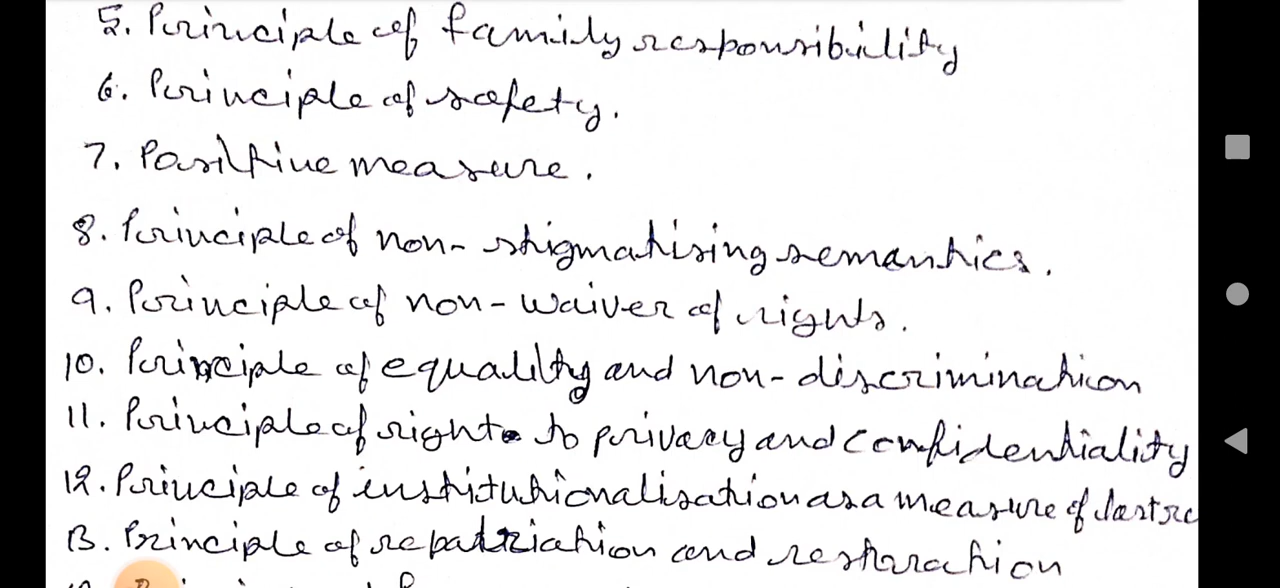 5. Principle of family responsibility
6. Principle of safety.
7. Positive measure.
8. Principle of non-stigmatising semantics.
9. Principle of non-waiver of rights.
10. Principle of equality and non-discrimination
11. Principle of right to privacy and confidentiality
12. Principle of institutionalisation as a measure of last re
13. Principle of repatriation and restoration